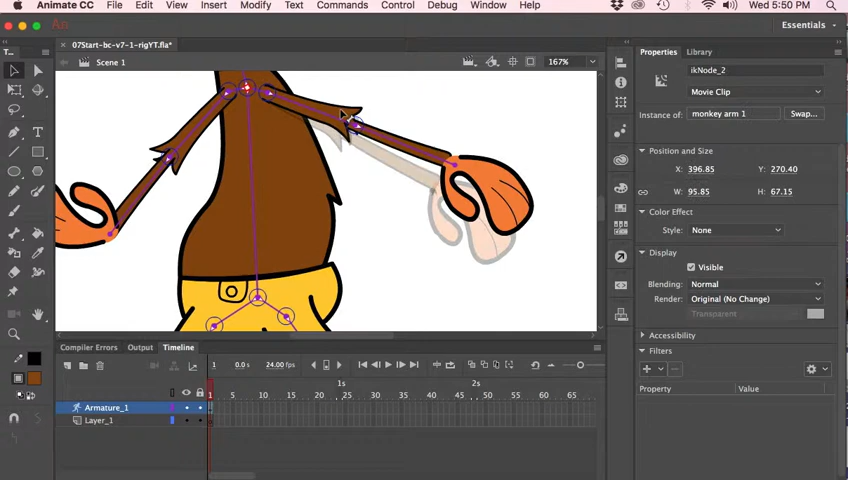 Animate CC File Edit View Insert Modify Text Commands Control Debug Window Help Wed 5:50 PM
Essentials
T...
07Start-bc-v7-1-rigYT.fla*
Scene 1
167%
Properties Library
ikNode_2
Movie Clip
Instance of: monkey arm 1 Swap...
Position and Size
X: 396.85 Y: 270.40
W: 95.85 H: 67.15
Color Effect
Style: None
Display
Visible
Blending: Normal
Render: Original (No Change)
Transparent
Accessibility
Filters
Property Value
Compiler Errors Output Timeline
1 0.0 s 24.00 fps
1s 2s
1 5 10 15 20 25 30 35 40 45 50 55 60 65
Armature_1
Layer_1